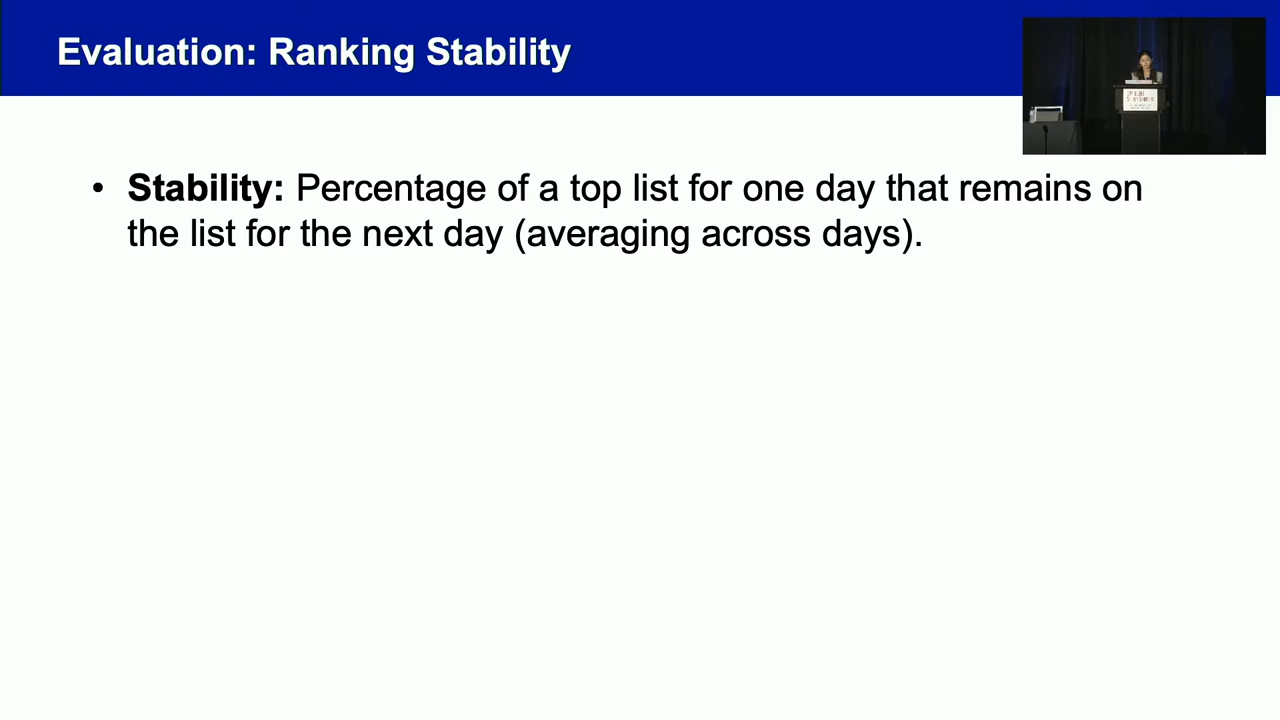 Evaluation: Ranking Stability
• Stability: Percentage of a top list for one day that remains on
the list for the next day (averaging across days).